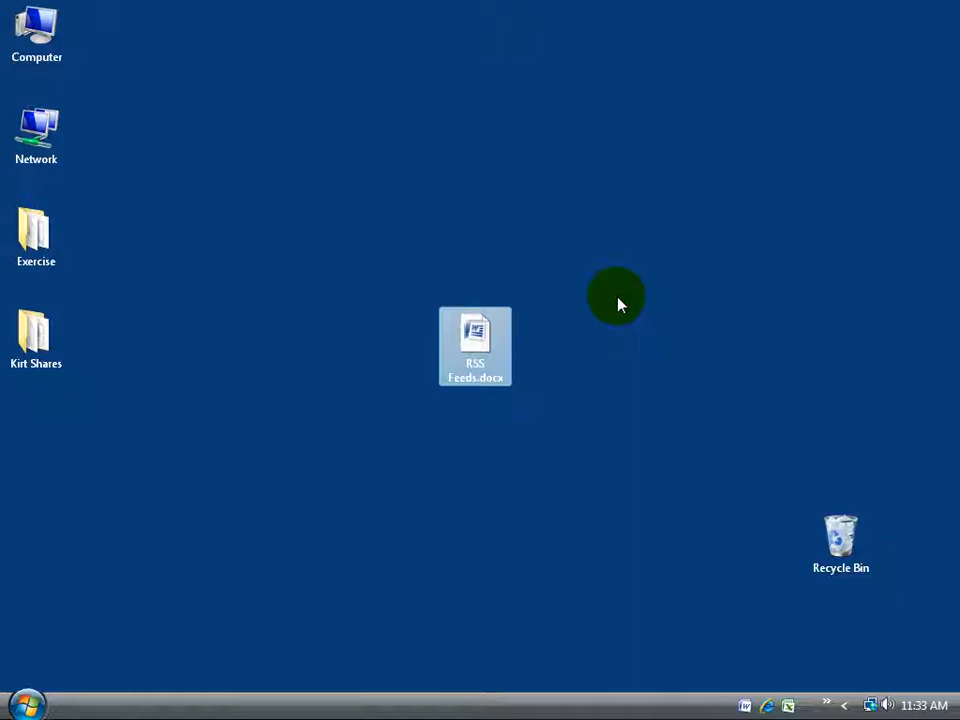 Computer
Network
Exercise
Kirt Shares
RSS
Feeds.docx
Recycle Bin
11:33 AM